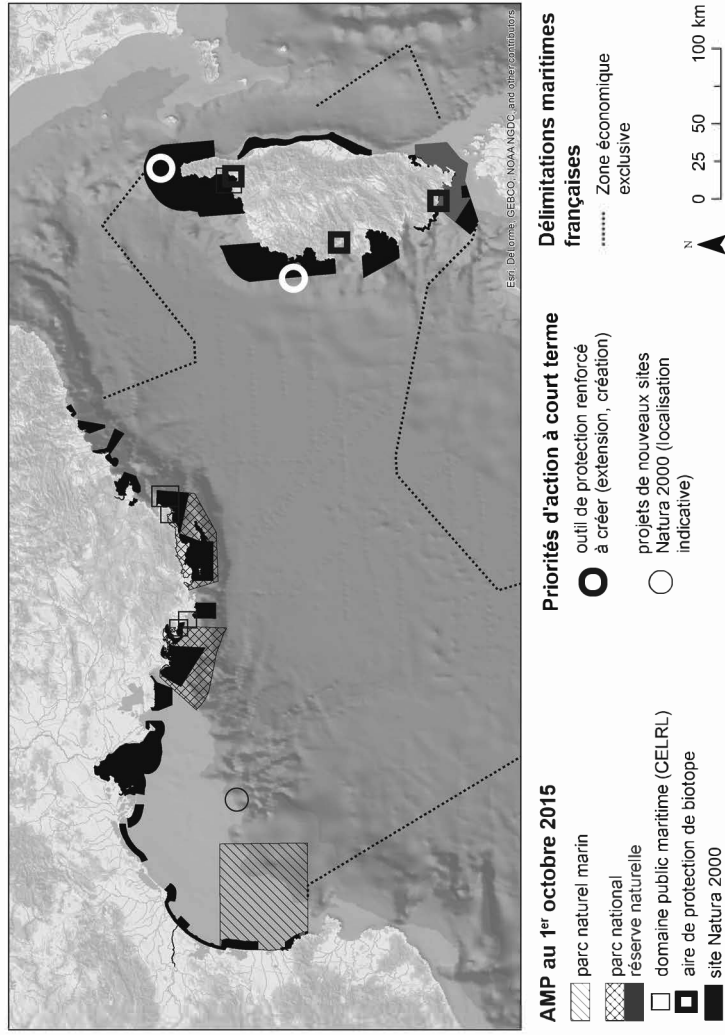 Esri, DeLorme, GEBCO, NOAA NGDC, and other contributors
AMP au 1er octobre 2015
parc naturel marin
parc national
réserve naturelle
domaine public maritime (CELRL)
aire de protection de biotope
site Natura 2000
Priorités d'action à court terme
outil de protection renforcé
à créer (extension, création)
projets de nouveaux sites
Natura 2000 (localisation
indicative)
Délimitations maritimes
françaises
Zone économique
exclusive
N
0 25 50 100 km